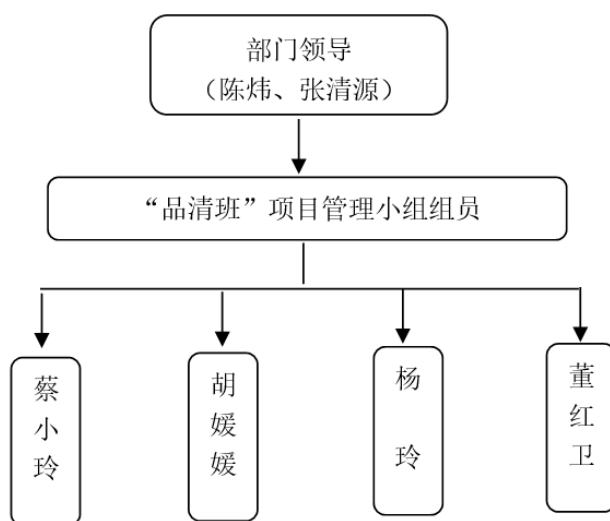 部门领导
（陈炜、张清源）
“品清班”项目管理小组组员
蔡小玲
胡媛媛
杨玲
董红卫